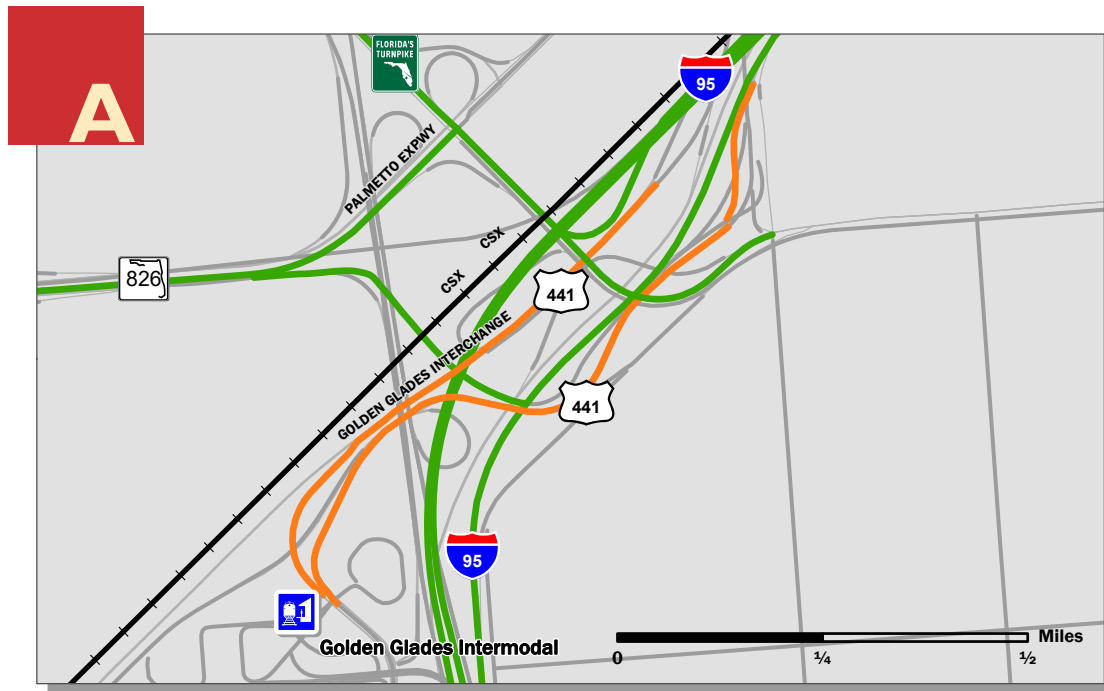 A
FLORIDA'S
TURNPIKE
95
PALMETTO EXPWY
CSX
826
CSX
441
GOLDEN GLADES INTERCHANGE
441
95
Golden Glades Intermodal
Miles
0 ¼ ½